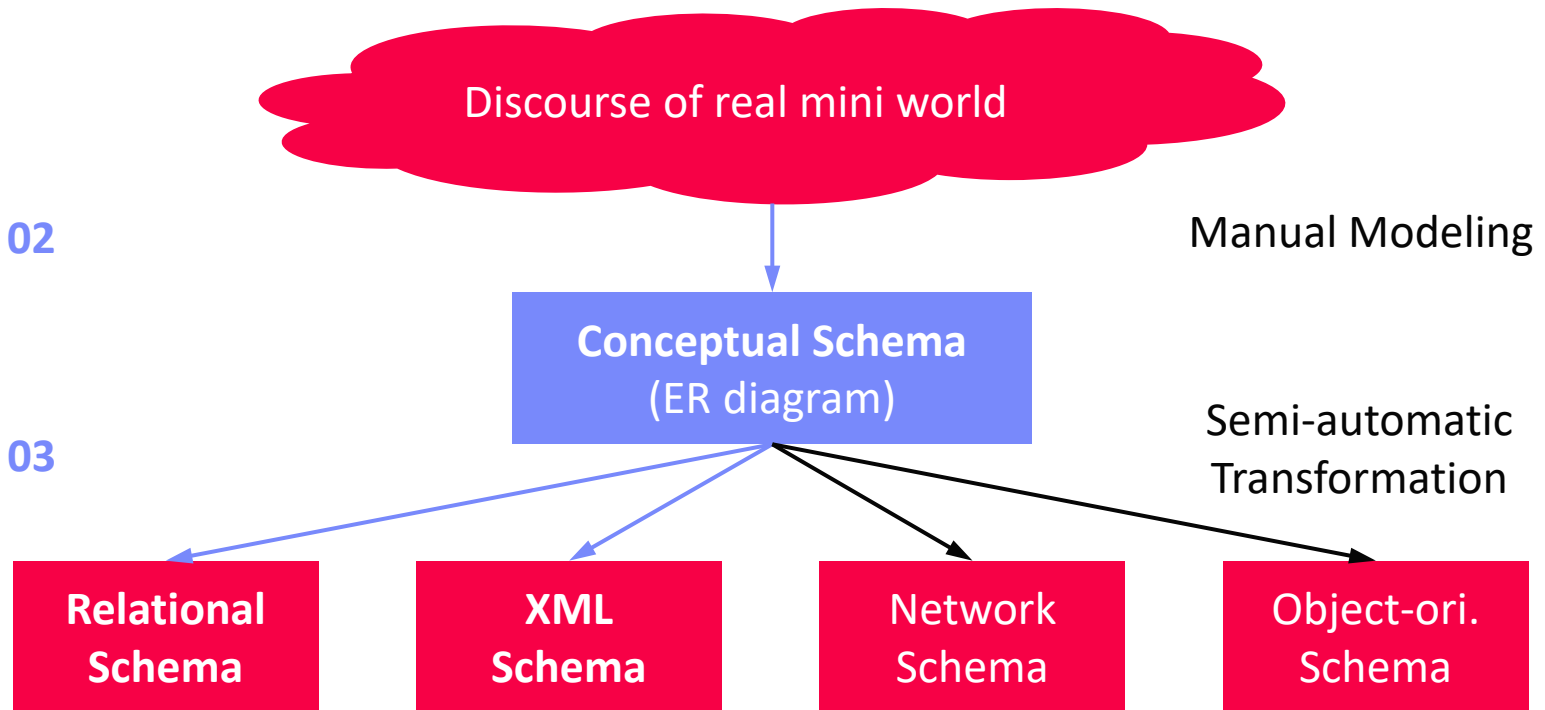 Discourse of real mini world
02
Manual Modeling
Conceptual Schema
(ER diagram)
03
Semi-automatic
Transformation
Relational
Schema
XML
Schema
Network
Schema
Object-ori.
Schema